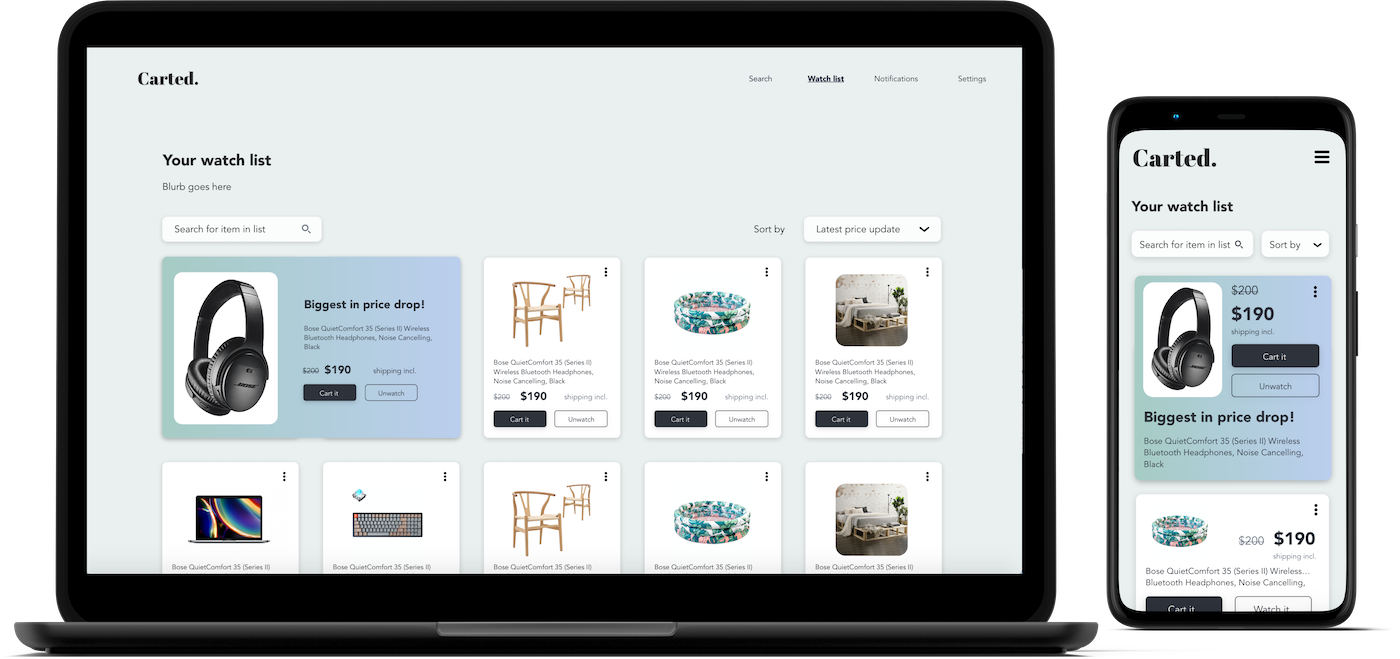 Carted.
Search
Watch list
Notifications
Settings
Your watch list
Blurb goes here
Search for item in list
Sort by
Latest price update
Biggest in price drop!
Bose QuietComfort 35 (Series II) Wireless
Bluetooth Headphones, Noise Cancelling,
Black
$200 $190 shipping incl.
Cart it
Unwatch
BOSE
Bose QuietComfort 35 (Series II)
Wireless Bluetooth Headphones,
Noise Cancelling, Black
$200 $190 shipping incl.
Cart it
Unwatch
Bose QuietComfort 35 (Series II)
Wireless Bluetooth Headphones,
Noise Cancelling, Black
$200 $190 shipping incl.
Cart it
Unwatch
Bose QuietComfort 35 (Series II)
Wireless Bluetooth Headphones,
Noise Cancelling, Black
$200 $190 shipping incl.
Cart it
Unwatch
Bose QuietComfort 35 (Series II)
Bose QuietComfort 35 (Series II)
Bose QuietComfort 35 (Series II)
Bose QuietComfort 35 (Series II)
Bose QuietComfort 35 (Series II)
Carted.
Your watch list
Search for item in list
Sort by
BOSE
$200
$190
shipping incl.
Cart it
Unwatch
Biggest in price drop!
Bose QuietComfort 35 (Series II) Wireless
Bluetooth Headphones, Noise Cancelling,
Black
$200 $190
shipping incl.
Bose QuietComfort 35 (Series II) Wireless...
Bluetooth Headphones, Noise Cancelling,
Cart it
Watch it